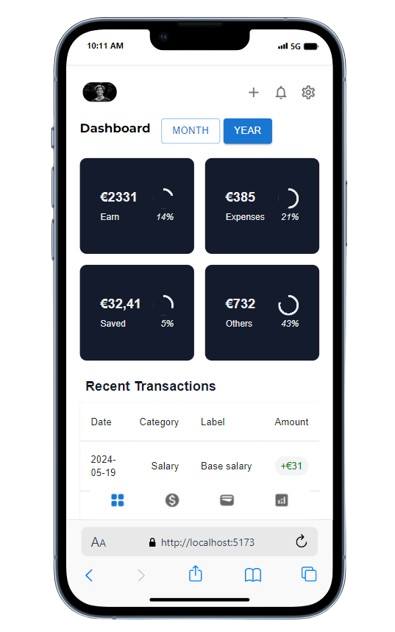 10:11 AM 5G
Dashboard MONTH YEAR
€2331 €385
Earn 14% Expenses 21%
€32,41 €732
Saved 5% Others 43%
Recent Transactions
Date Category Label Amount
2024-
05-19 Salary Base salary +€31
AA http://localhost:5173